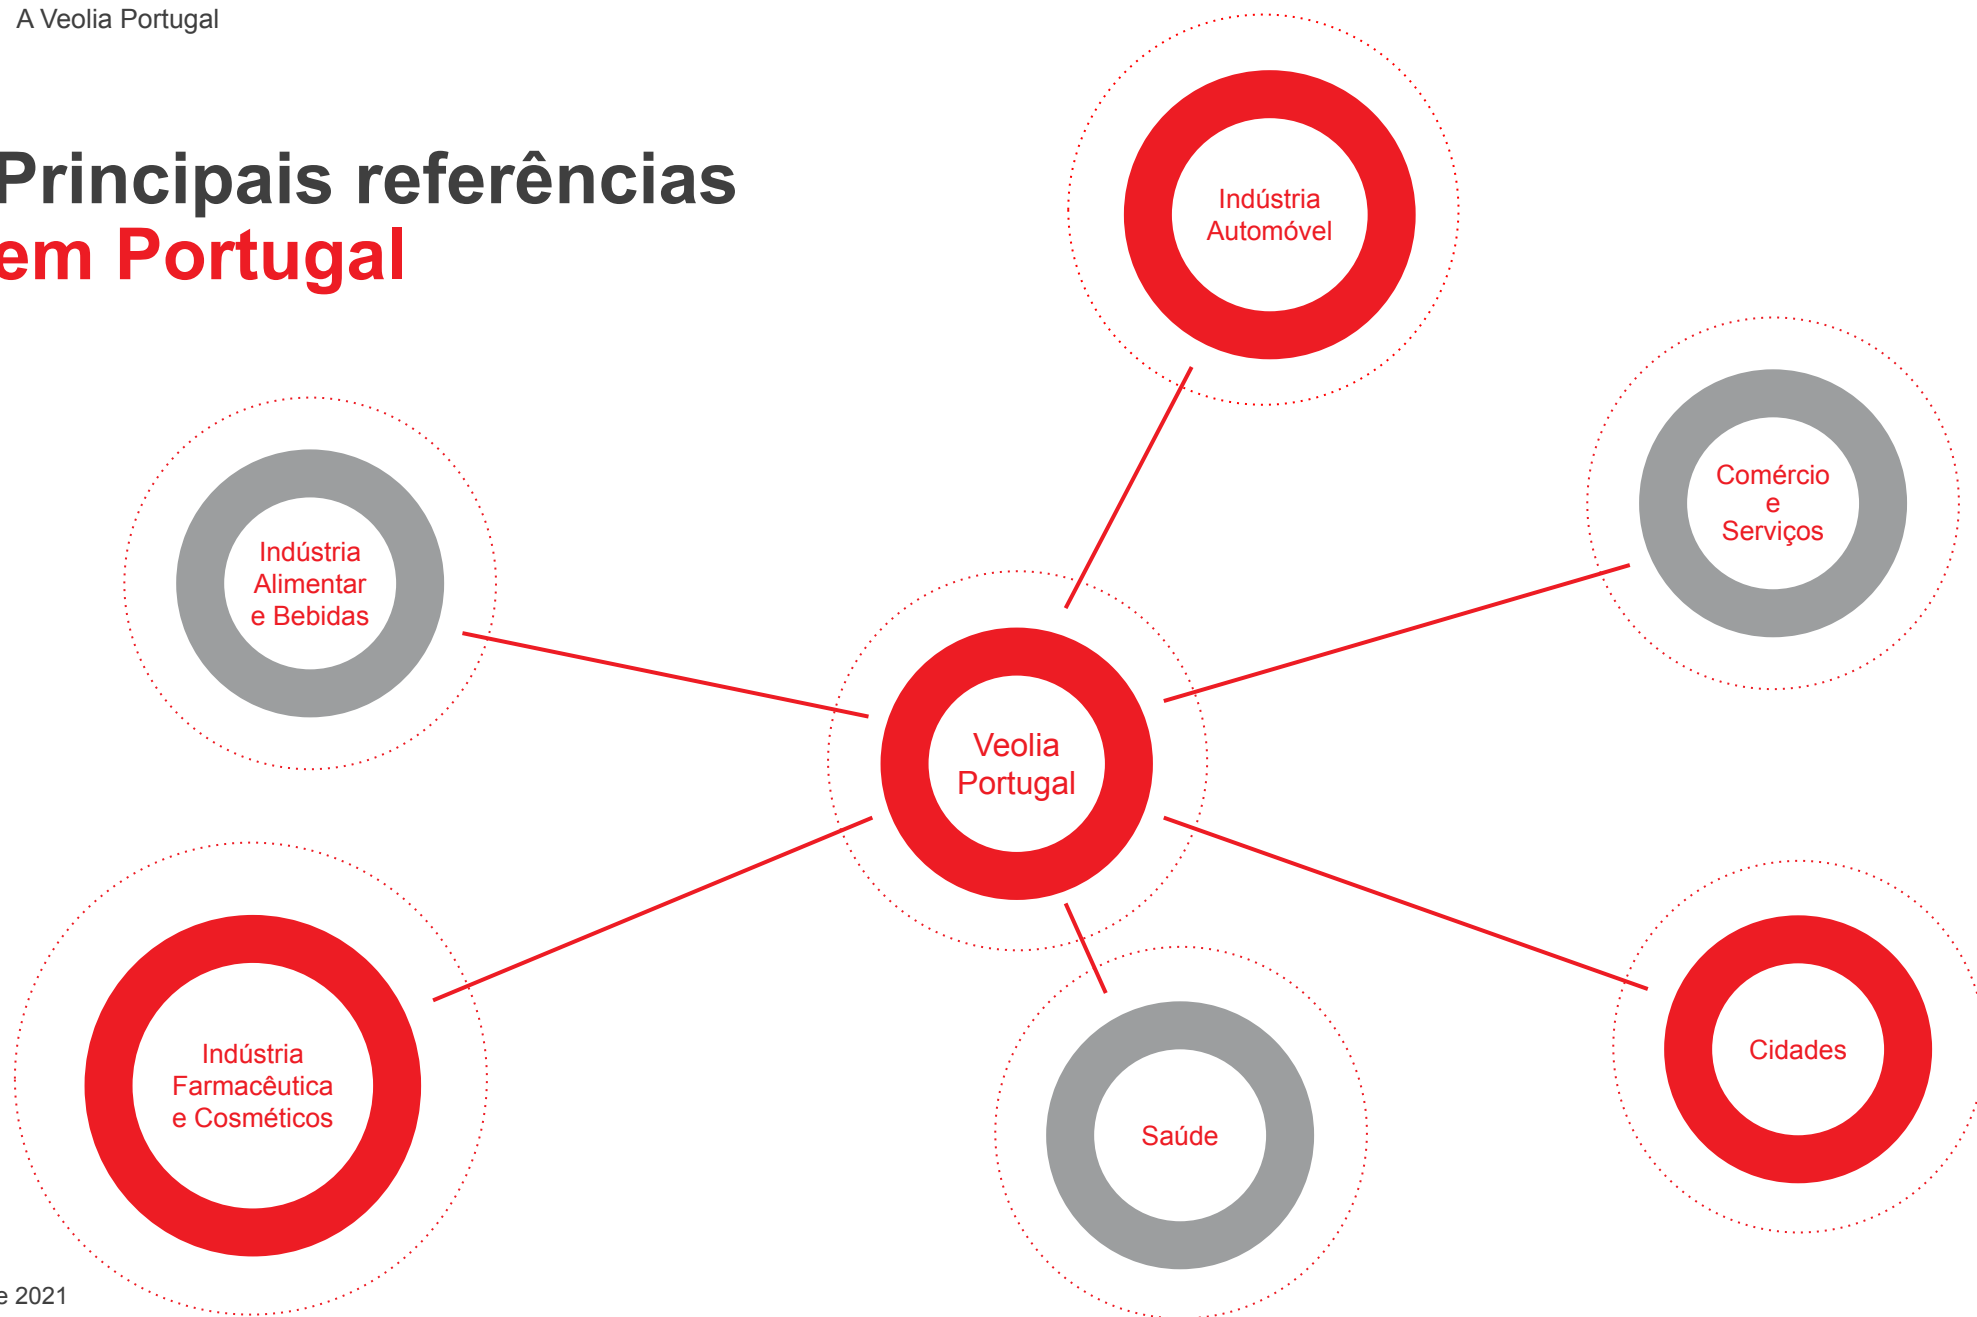 A Veolia Portugal
Principais referências
em Portugal
Indústria
Automóvel
Comércio
e
Serviços
Indústria
Alimentar
e Bebidas
Veolia
Portugal
Indústria
Farmacêutica
e Cosméticos
Saúde
Cidades
e 2021